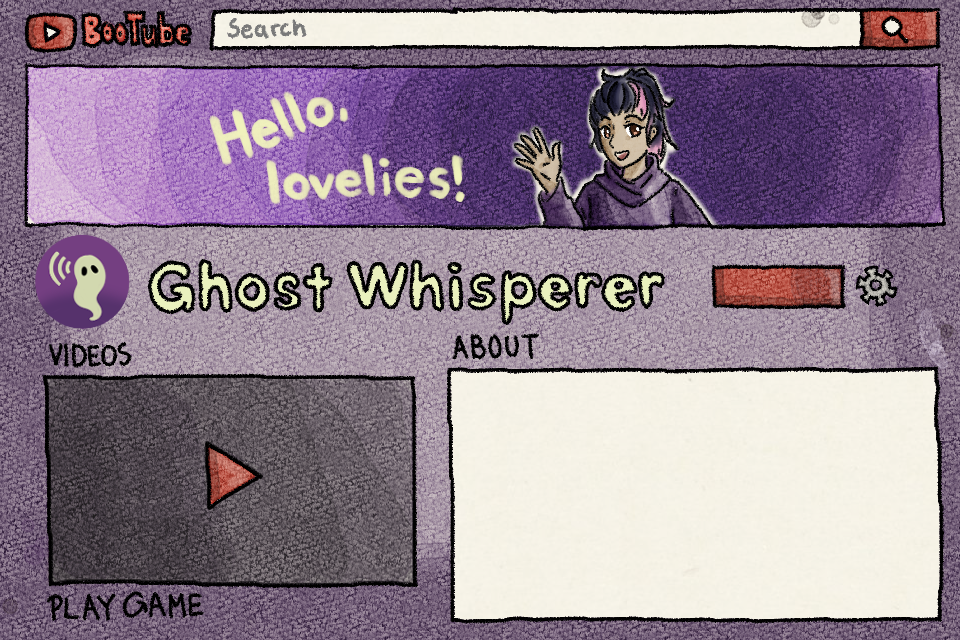 BooTube
Search
Hello,
lovelies!
Ghost Whisperer
VIDEOS
ABOUT
PLAY GAME